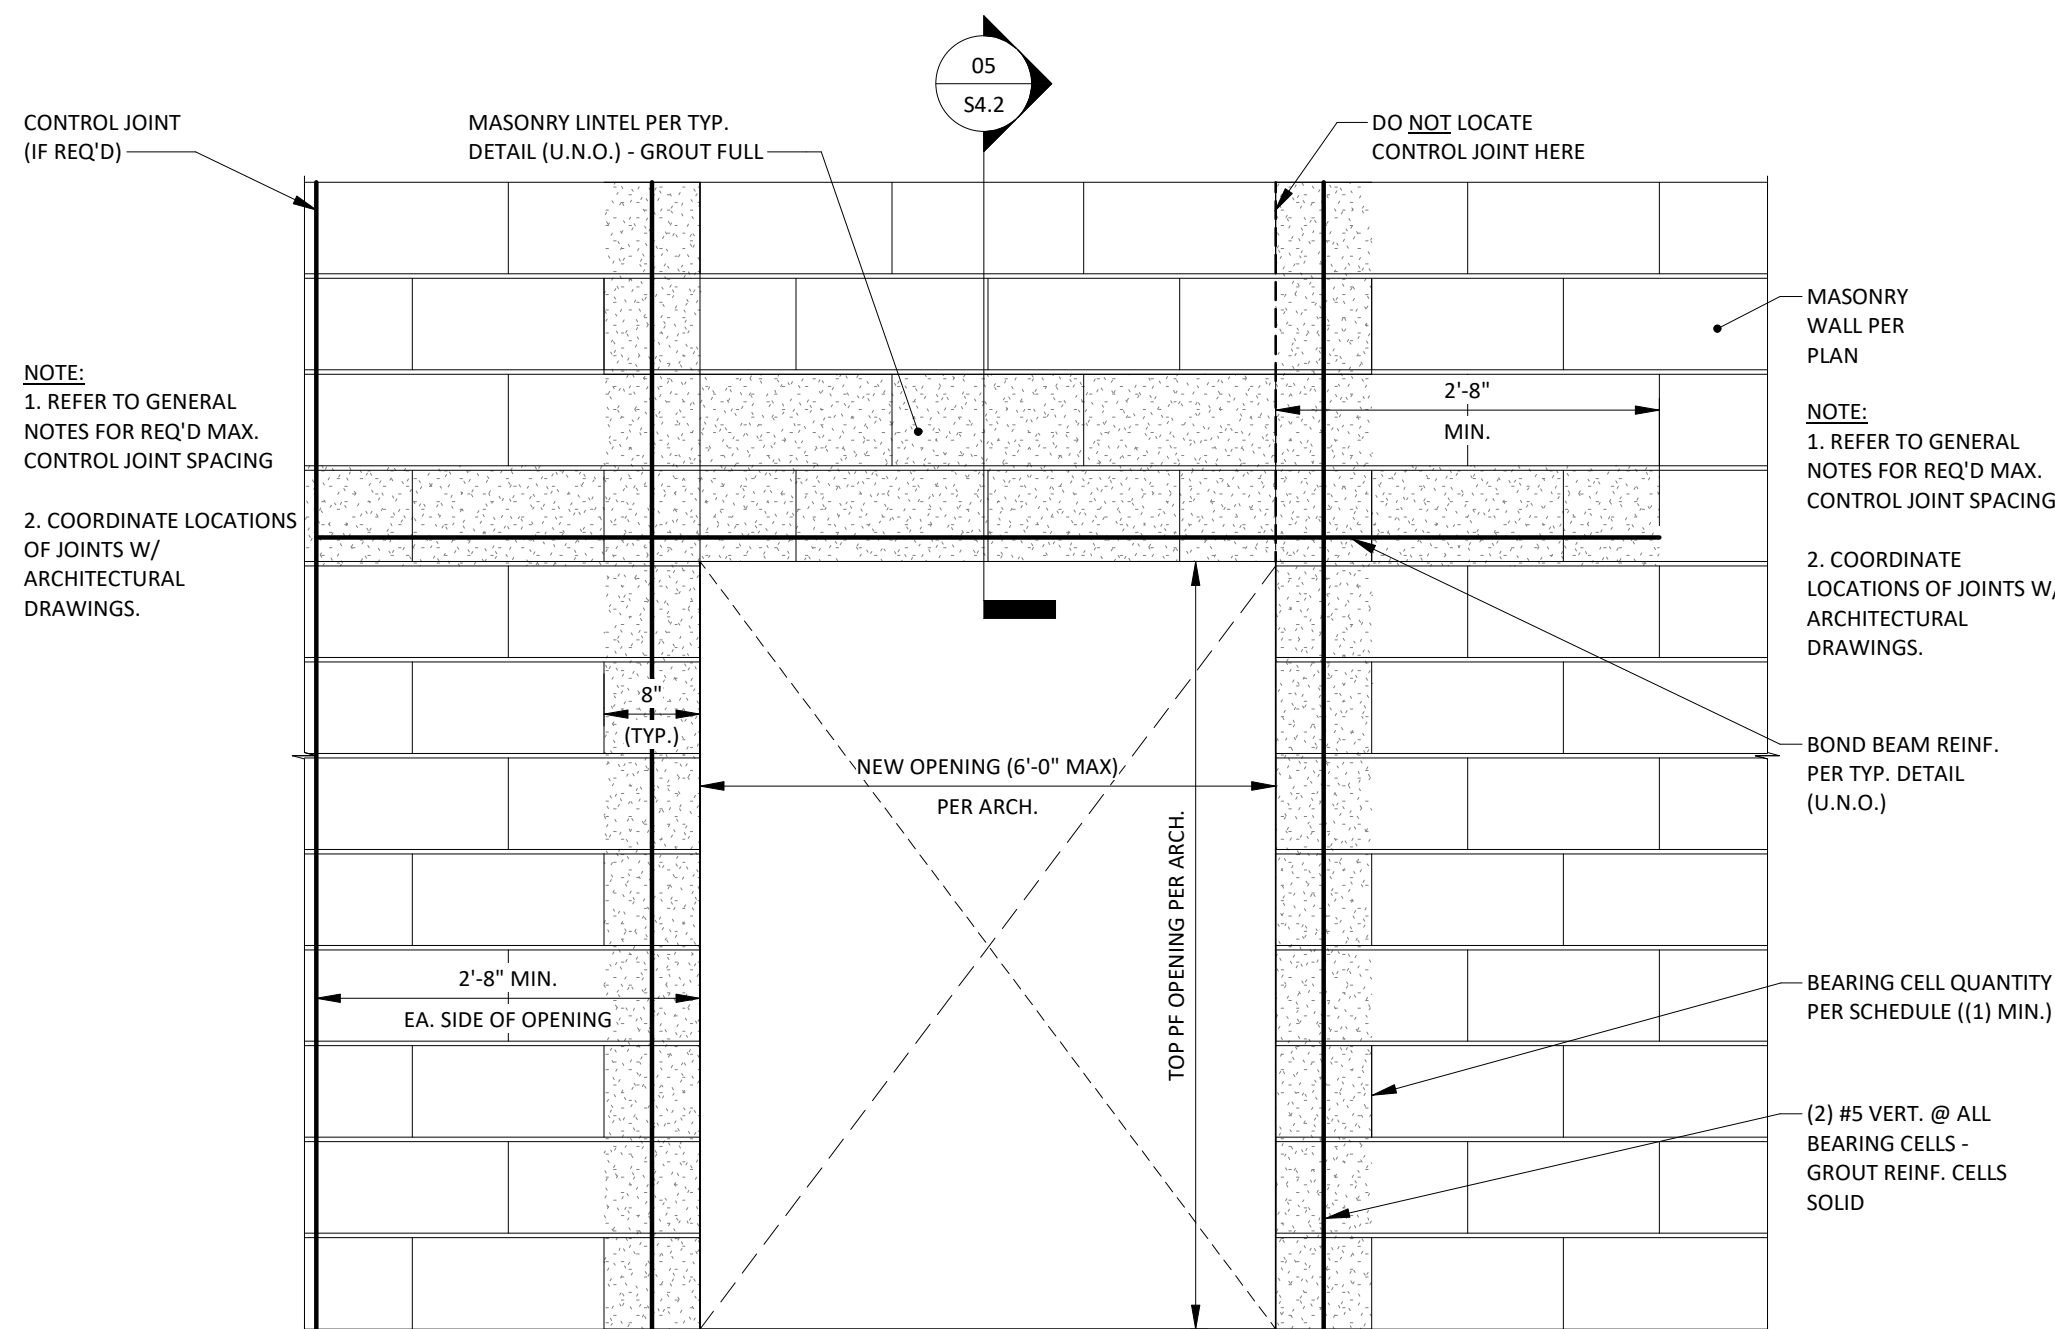 05
S4.2
CONTROL JOINT
(IF REQ'D)
MASONRY LINTEL PER TYP.
DETAIL (U.N.O.) - GROUT FULL
DO NOT LOCATE
CONTROL JOINT HERE
NOTE:
1. REFER TO GENERAL
NOTES FOR REQ'D MAX.
CONTROL JOINT SPACING
2. COORDINATE LOCATIONS
OF JOINTS W/
ARCHITECTURAL
DRAWINGS.
2'-8"
MIN.
MASONRY
WALL PER
PLAN
NOTE:
1. REFER TO GENERAL
NOTES FOR REQ'D MAX.
CONTROL JOINT SPACING
2. COORDINATE
LOCATIONS OF JOINTS W/
ARCHITECTURAL
DRAWINGS.
8"
(TYP.)
NEW OPENING (6'-0" MAX)
PER ARCH.
TOP PF OPENING PER ARCH.
BOND BEAM REINF.
PER TYP. DETAIL
(U.N.O.)
2'-8" MIN.
EA. SIDE OF OPENING
BEARING CELL QUANTITY
PER SCHEDULE ((1) MIN.)
(2) #5 VERT. @ ALL
BEARING CELLS -
GROUT REINF. CELLS
SOLID